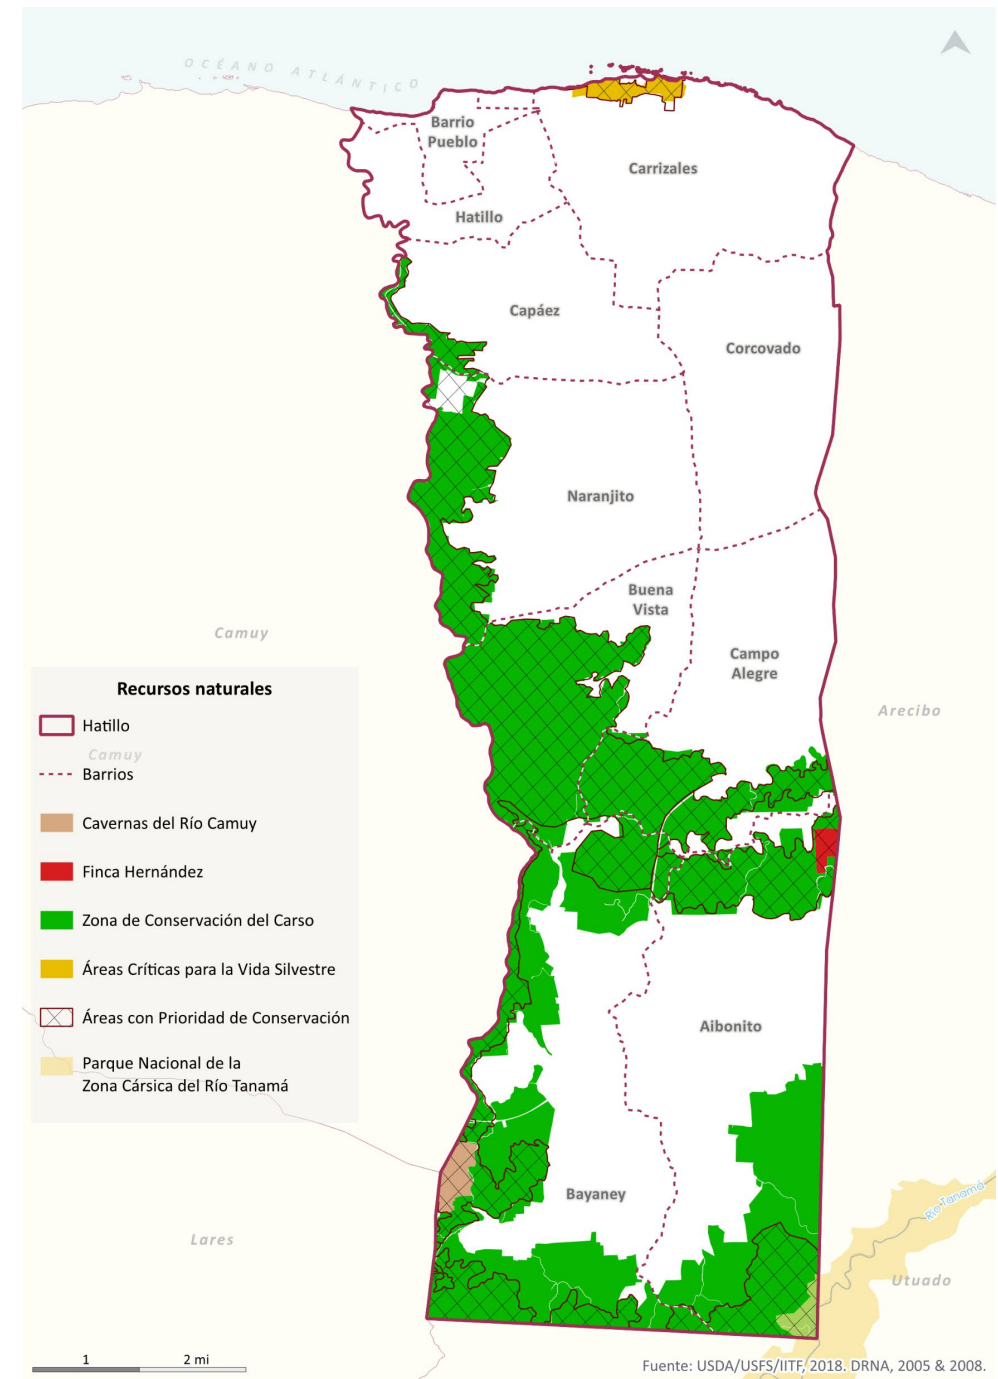 OCÉANO ATLÁNTICO
Barrio
Pueblo
Carrizales
Hatillo
Capáez
Corcovado
Naranjito
Buena
Vista
Campo
Alegre
Camuy
Arecibo
Recursos naturales
Hatillo
Camuy
Barrios
Cavernas del Río Camuy
Finca Hernández
Zona de Conservación del Carso
Áreas Críticas para la Vida Silvestre
Áreas con Prioridad de Conservación
Parque Nacional de la
Zona Cársica del Río Tanamá
Aibonito
Bayaney
Río Tanamá
Lares
Utuado
1 2 mi
Fuente: USDA/USFS/IITF, 2018. DRNA, 2005 & 2008.